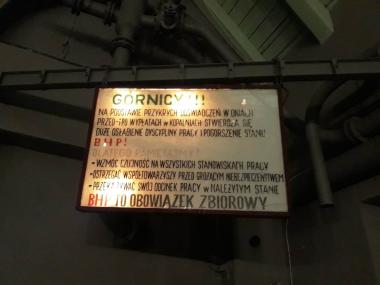 GÓRNICY!!!
NA PODSTAWIE PRZYKRYCH DOŚWIADCZEŃ W DNIACH
PRZED-I PO WYPŁATACH W KOPALNIACH STWIERDZA SIĘ
DUŻE OSŁABIENIE DYSCYPLINY PRACY I POGORSZENIE STANU
BHP!
DLATEGO PAMIĘTAJMY!
-WZMÓC CZUJNOŚĆ NA WSZYSTKICH STANOWISKACH PRACY
-OSTRZEGAĆ WSPÓŁTOWARZYSZY PRZED GROŻĄCYM NIEBEZPIECZEŃSTWEM
-PRZEKAZYWAĆ SWÓJ ODCINEK PRACY W NALEŻYTYM STANIE
BHP TO OBOWIĄZEK ZBIOROWY